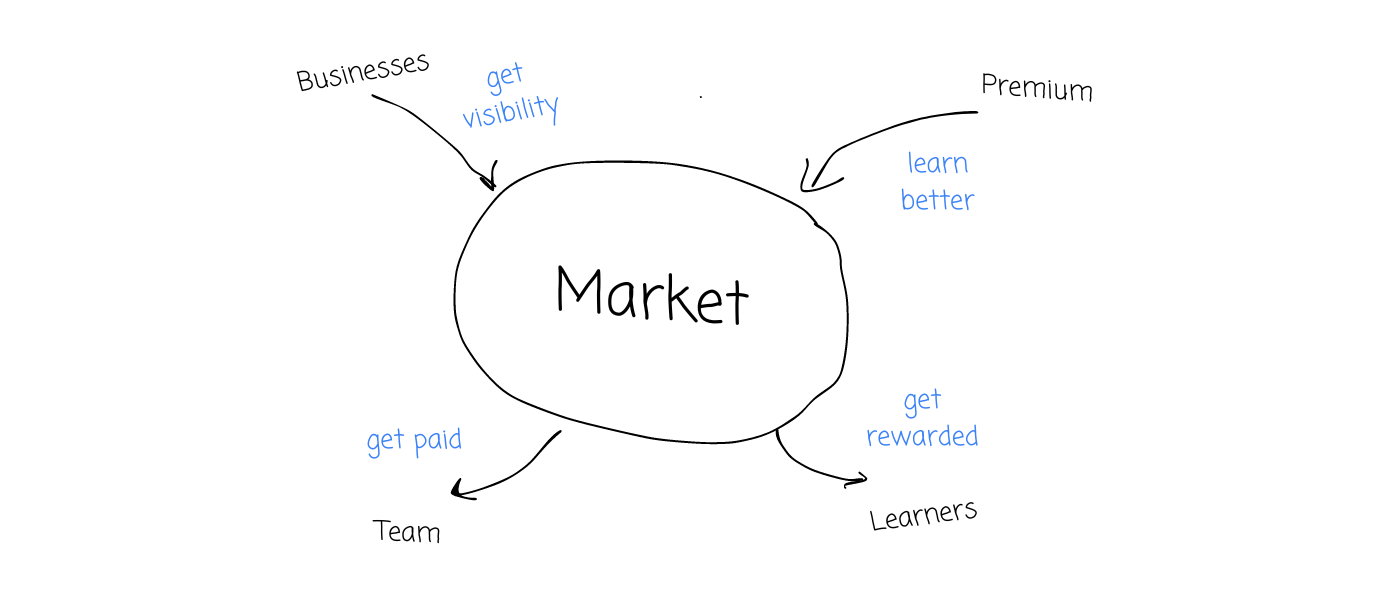 Businesses
get
visibility
Premium
learn
better
Market
get paid
get
rewarded
Team
Learners